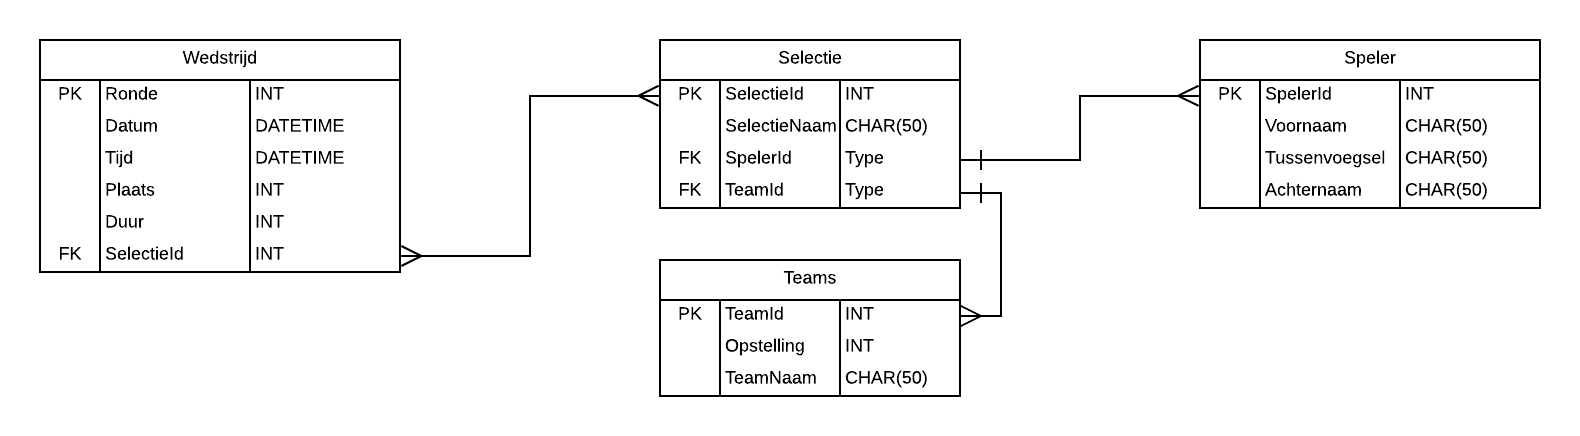 Wedstrijd
PK Ronde INT
Datum DATETIME
Tijd DATETIME
Plaats INT
Duur INT
FK SelectieId INT
Selectie
PK SelectieId INT
SelectieNaam CHAR(50)
FK SpelerId Type
FK TeamId Type
Teams
PK TeamId INT
Opstelling INT
TeamNaam CHAR(50)
Speler
PK SpelerId INT
Voornaam CHAR(50)
Tussenvoegsel CHAR(50)
Achternaam CHAR(50)